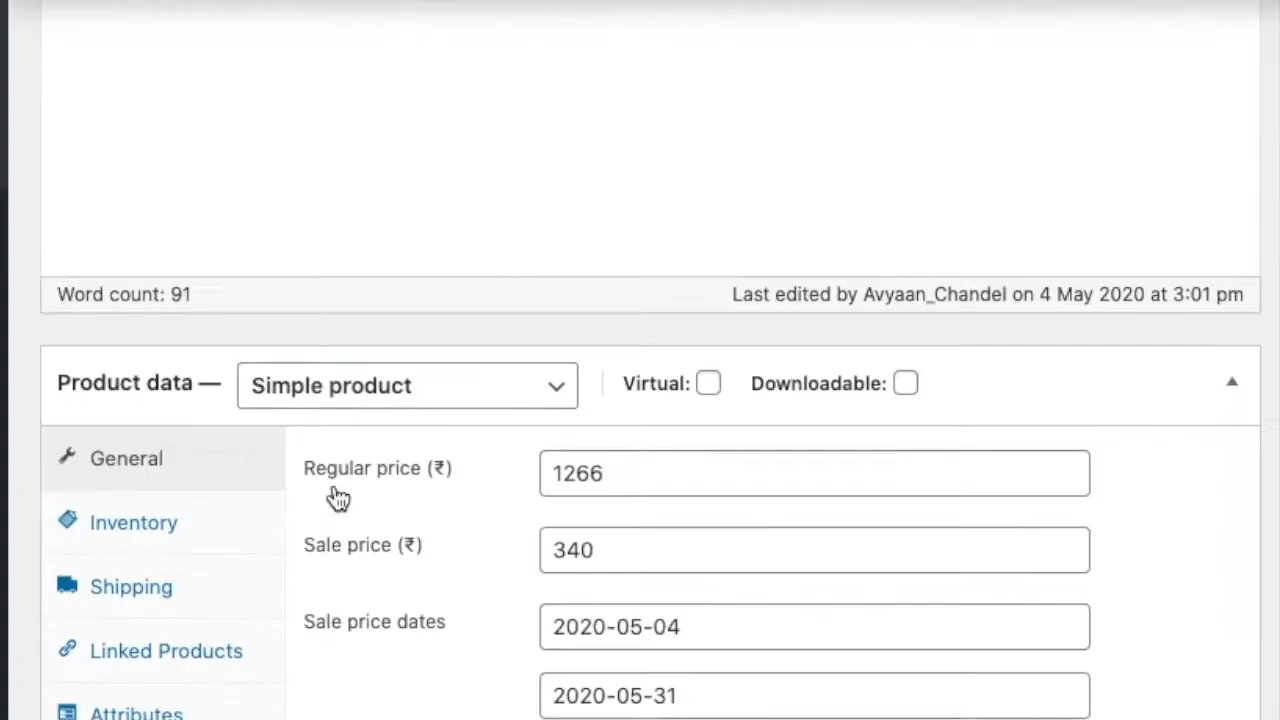 Word count: 91 Last edited by Avyaan_Chandel on 4 May 2020 at 3:01 pm
Product data — Simple product Virtual: Downloadable:
General
Regular price (₹) 1266
Inventory
Sale price (₹) 340
Shipping
Sale price dates 2020-05-04
Linked Products
2020-05-31
Attributes